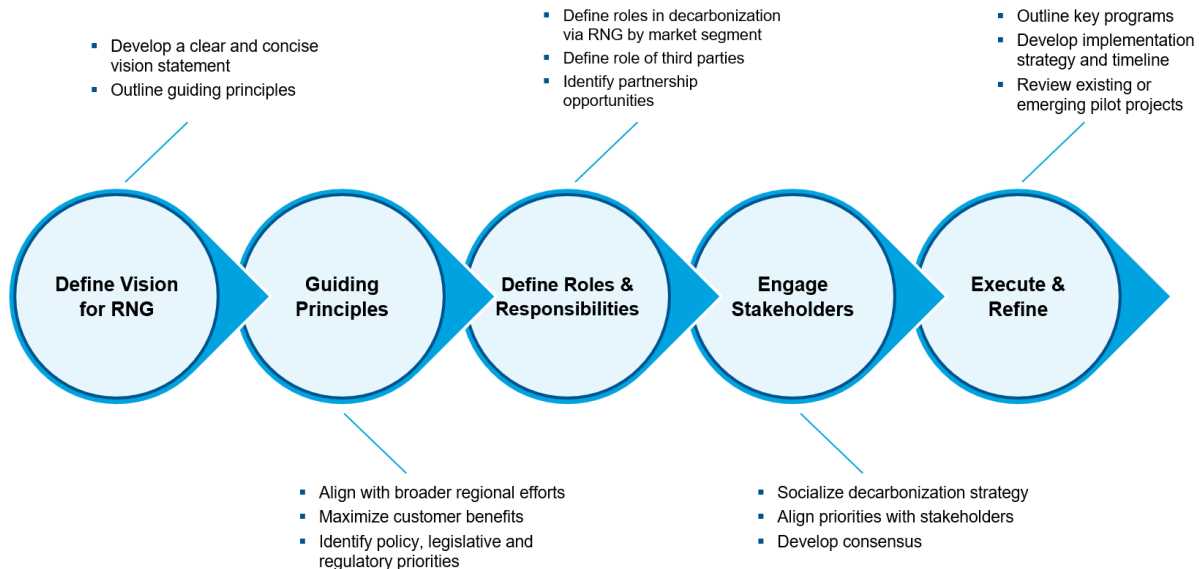 ▪ Develop a clear and concise
vision statement
▪ Outline guiding principles
▪ Define roles in decarbonization
via RNG by market segment
▪ Define role of third parties
▪ Identify partnership
opportunities
▪ Outline key programs
▪ Develop implementation
strategy and timeline
▪ Review existing or
emerging pilot projects
Define Vision
for RNG
Guiding
Principles
Define Roles &
Responsibilities
Engage
Stakeholders
Execute &
Refine
▪ Align with broader regional efforts
▪ Maximize customer benefits
▪ Identify policy, legislative and
regulatory priorities
▪ Socialize decarbonization strategy
▪ Align priorities with stakeholders
▪ Develop consensus